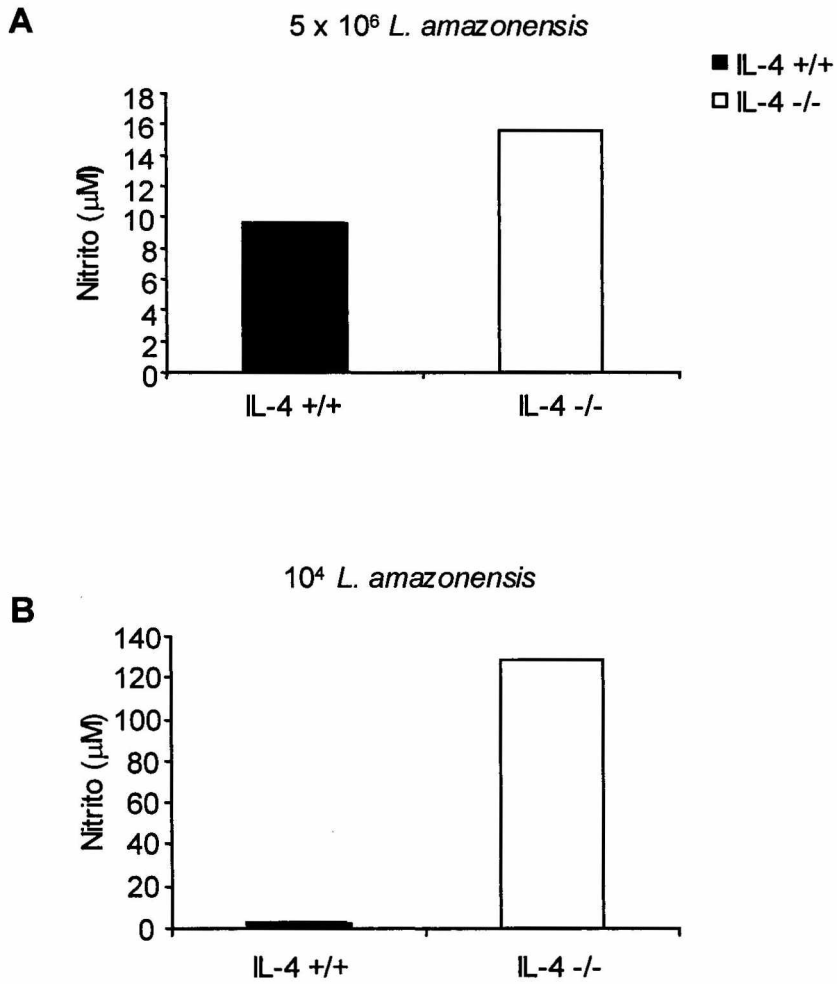 A
5 x 10⁶ L. amazonensis
IL-4 +/+
IL-4 -/-
Nitrito (μM)
18
16
14
12
10
8
6
4
2
0
IL-4 +/+ IL-4 -/-
10⁴ L. amazonensis
B
Nitrito (μM)
140
120
100
80
60
40
20
0
IL-4 +/+ IL-4 -/-